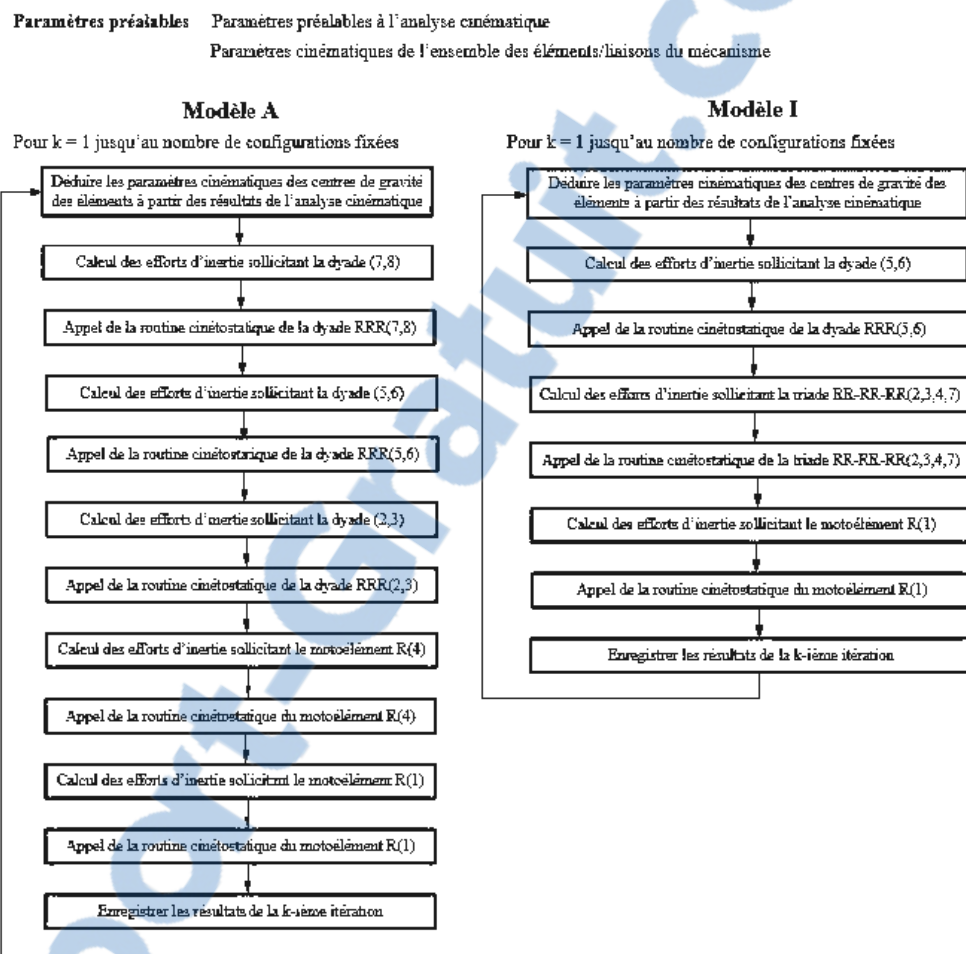 Paramètres préalables Paramètres préalables à l'analyse cinématique
Paramètres cinématiques de l'ensemble des éléments/liaisons du mécanisme
Modèle A
Pour k = 1 jusqu'au nombre de configurations fixées
Déduire les paramètres cinématiques des centres de gravité
des éléments à partir des résultats de l'analyse cinématique
Calcul des efforts d'inertie sollicitant la dyade (7,8)
Appel de la routine cinétostatique de la dyade RRR(7,8)
Calcul des efforts d'inertie sollicitant la dyade (5,6)
Appel de la routine cinétostatique de la dyade RRR(5,6)
Calcul des efforts d'inertie sollicitant la dyade (2,3)
Appel de la routine cinétostatique de la dyade RRR(2,3)
Calcul des efforts d'inertie sollicitant le motoélément R(4)
Appel de la routine cinétostatique du motoélément R(4)
Calcul des efforts d'inertie sollicitant le motoélément R(1)
Appel de la routine cinétostatique du motoélément R(1)
Enregistrer les résultats de la k-ième itération
Modèle I
Pour k = 1 jusqu'au nombre de configurations fixées
Déduire les paramètres cinématiques des centres de gravité des
éléments à partir des résultats de l'analyse cinématique
Calcul des efforts d'inertie sollicitant la dyade (5,6)
Appel de la routine cinétostatique de la dyade RRR(5,6)
Calcul des efforts d'inertie sollicitant la triade RR-RR-RR(2,3,4,7)
Appel de la routine cinétostatique de la triade RR-RR-RR(2,3,4,7)
Calcul des efforts d'inertie sollicitant le motoélément R(1)
Appel de la routine cinétostatique du motoélément R(1)
Enregistrer les résultats de la k-ième itération
ort-Gratuit.c